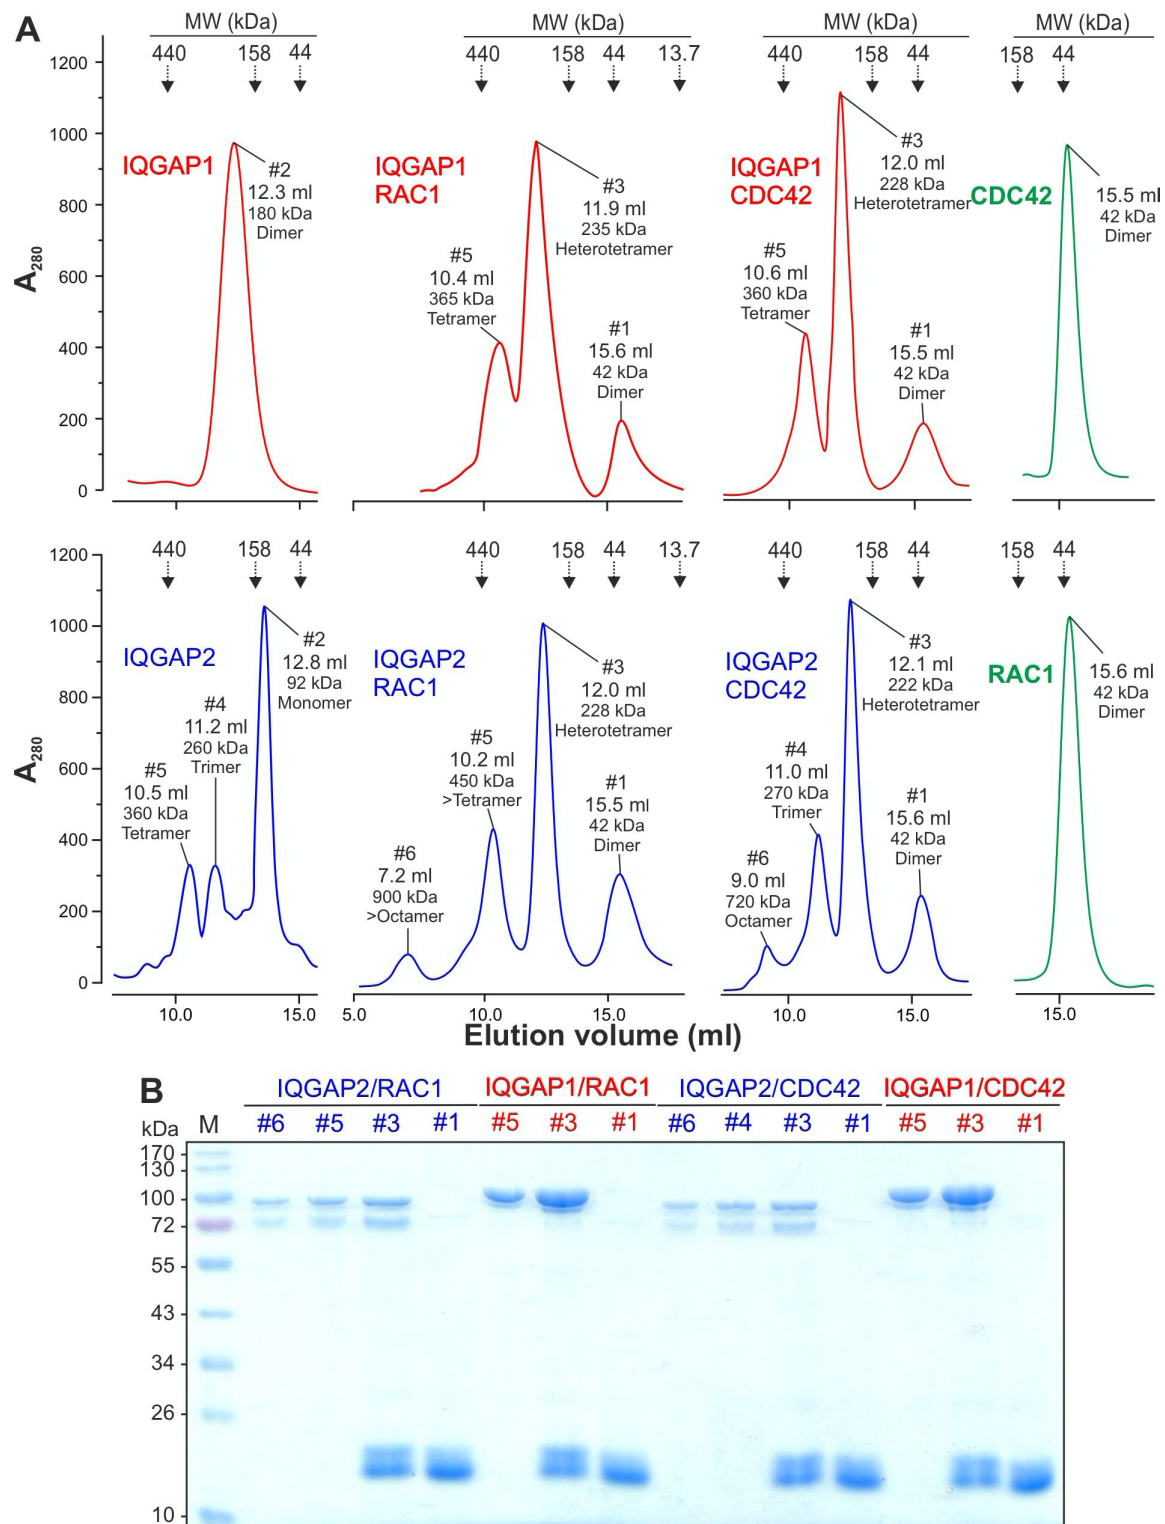 A
MW (kDa)
440 158 44
MW (kDa)
440 158 44 13.7
MW (kDa)
440 158 44
MW (kDa)
158 44
1200
1000
800
600
400
200
0
A280
IQGAP1
#2
12.3 ml
180 kDa
Dimer
IQGAP1
RAC1
#5
10.4 ml
365 kDa
Tetramer
#3
11.9 ml
235 kDa
Heterotetramer
#1
15.6 ml
42 kDa
Dimer
IQGAP1
CDC42
#5
10.6 ml
360 kDa
Tetramer
#3
12.0 ml
228 kDa
Heterotetramer
#1
15.5 ml
42 kDa
Dimer
CDC42
15.5 ml
42 kDa
Dimer
440 158 44
440 158 44 13.7
440 158 44
158 44
1200
1000
800
600
400
200
0
A280
IQGAP2
#5
10.5 ml
360 kDa
Tetramer
#4
11.2 ml
260 kDa
Trimer
#2
12.8 ml
92 kDa
Monomer
IQGAP2
RAC1
#6
7.2 ml
900 kDa
>Octamer
#5
10.2 ml
450 kDa
>Tetramer
#3
12.0 ml
228 kDa
Heterotetramer
#1
15.5 ml
42 kDa
Dimer
IQGAP2
CDC42
#6
9.0 ml
720 kDa
Octamer
#4
11.0 ml
270 kDa
Trimer
#3
12.1 ml
222 kDa
Heterotetramer
#1
15.6 ml
42 kDa
Dimer
RAC1
15.6 ml
42 kDa
Dimer
10.0 15.0
5.0 10.0 15.0
10.0 15.0
15.0
Elution volume (ml)
B
IQGAP2/RAC1 IQGAP1/RAC1 IQGAP2/CDC42 IQGAP1/CDC42
kDa M #6 #5 #3 #1 #5 #3 #1 #6 #4 #3 #1 #5 #3 #1
170
130
100
72
55
43
34
26
10